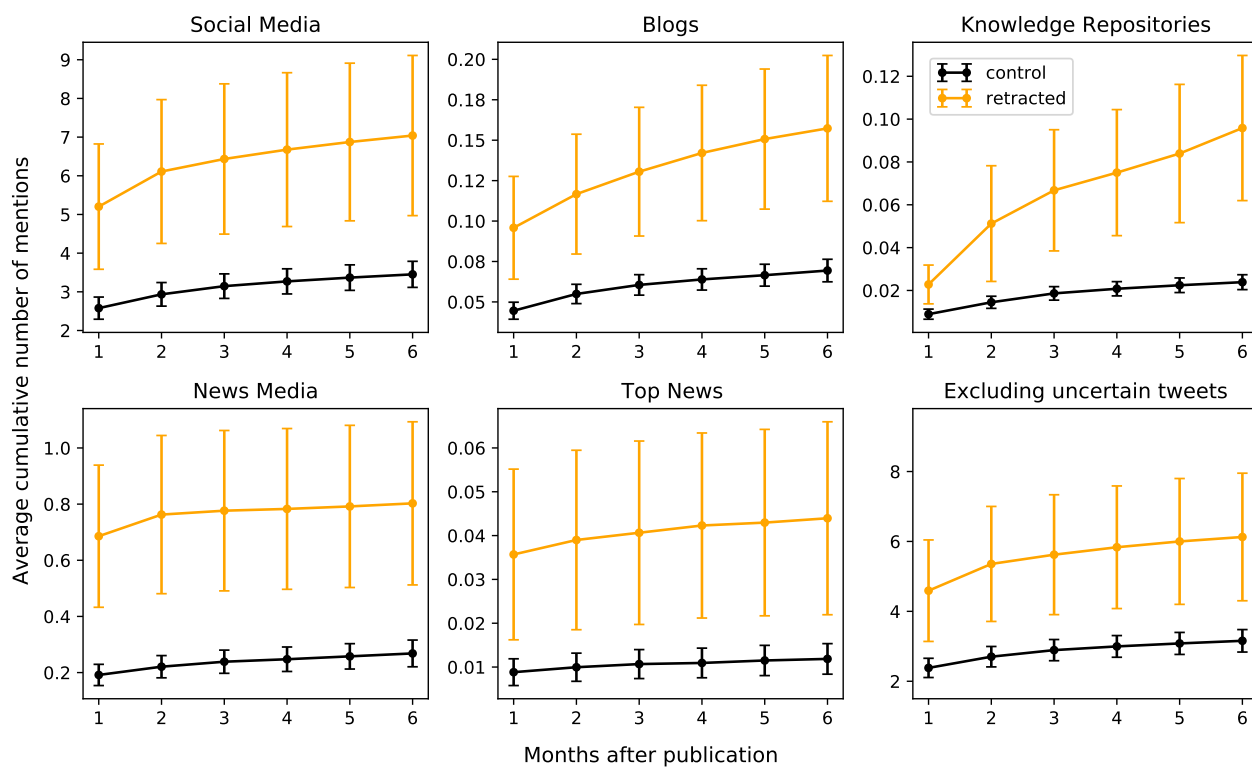 Social Media
Blogs
Knowledge Repositories
9
8
7
6
5
4
3
2
1 2 3 4 5 6
0.20
0.18
0.15
0.12
0.10
0.08
0.05
1 2 3 4 5 6
0.12
0.10
0.08
0.06
0.04
0.02
1 2 3 4 5 6
control
retracted
Average cumulative number of mentions
News Media
Top News
Excluding uncertain tweets
1.0
0.8
0.6
0.4
0.2
1 2 3 4 5 6
0.06
0.05
0.04
0.03
0.02
0.01
1 2 3 4 5 6
8
6
4
2
1 2 3 4 5 6
Months after publication